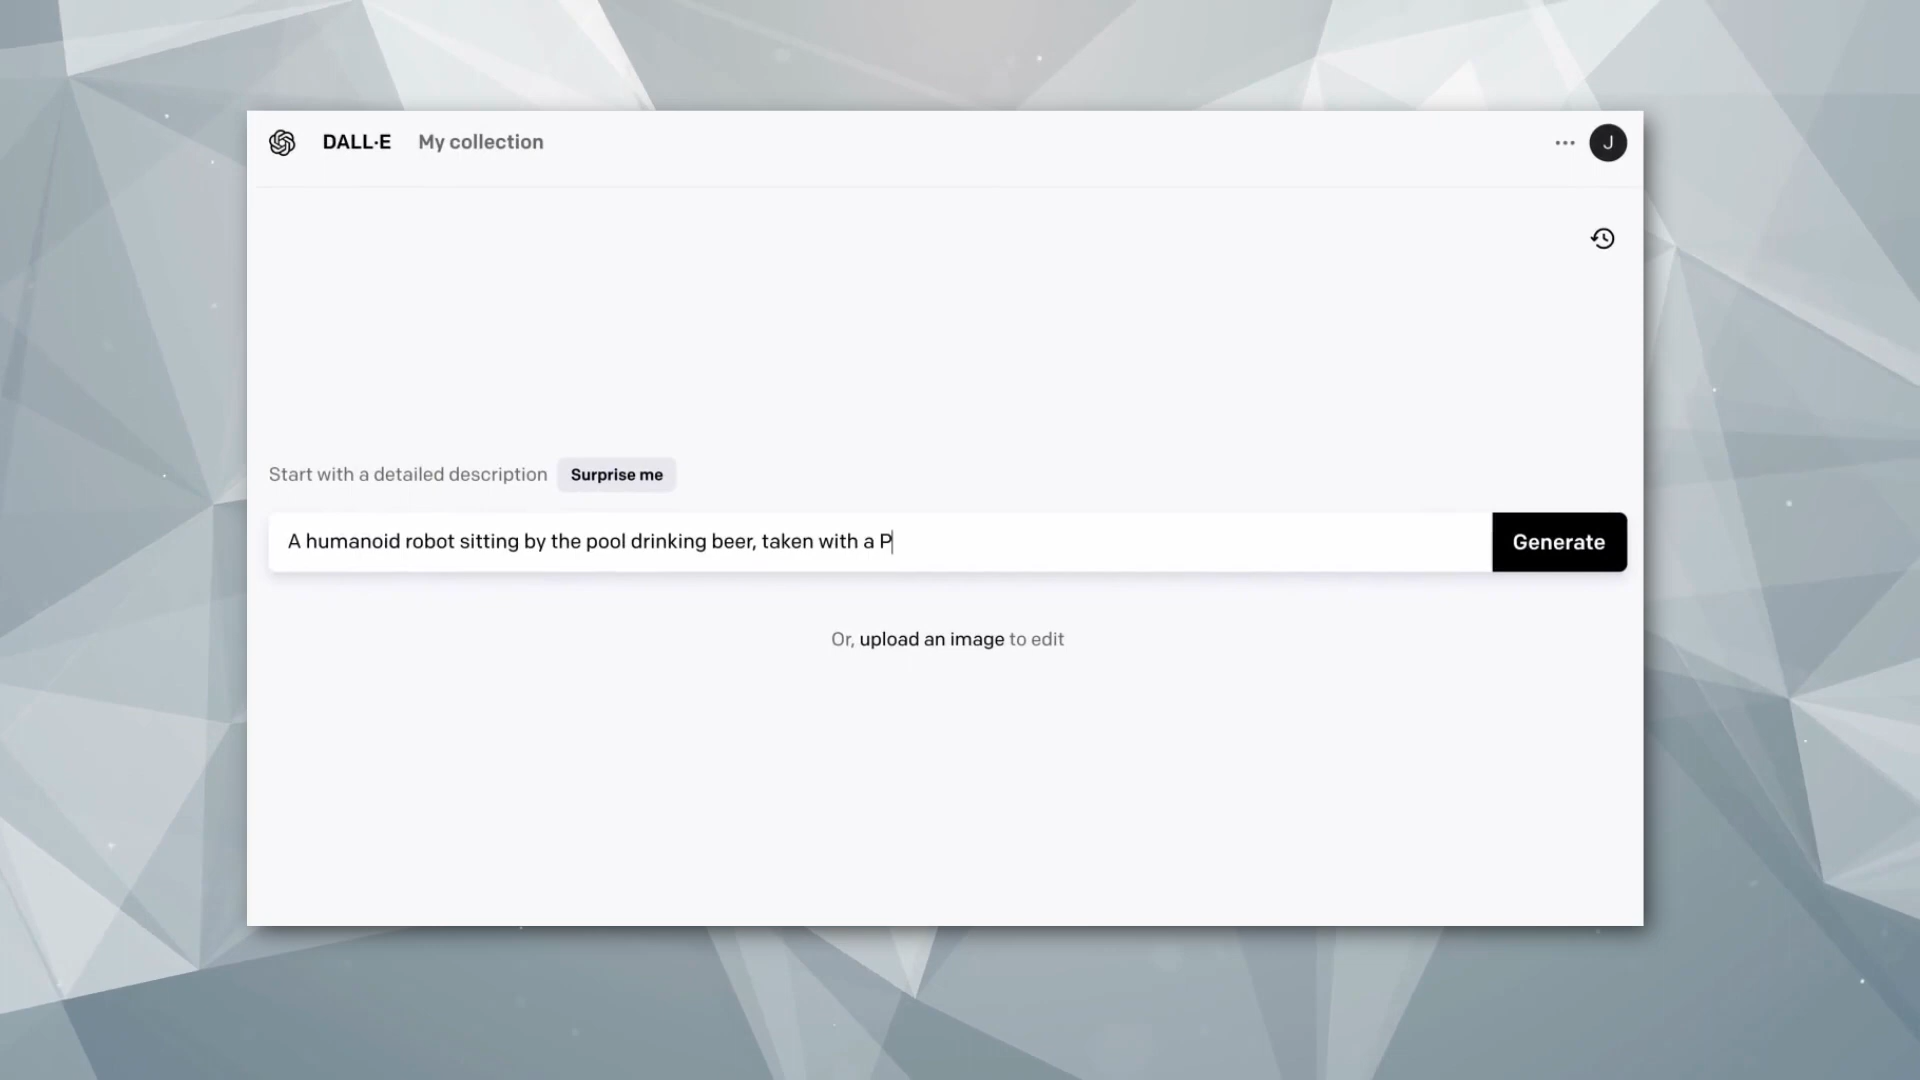 DALL·E My collection
J
Start with a detailed description Surprise me
A humanoid robot sitting by the pool drinking beer, taken with a P
Generate
Or, upload an image to edit